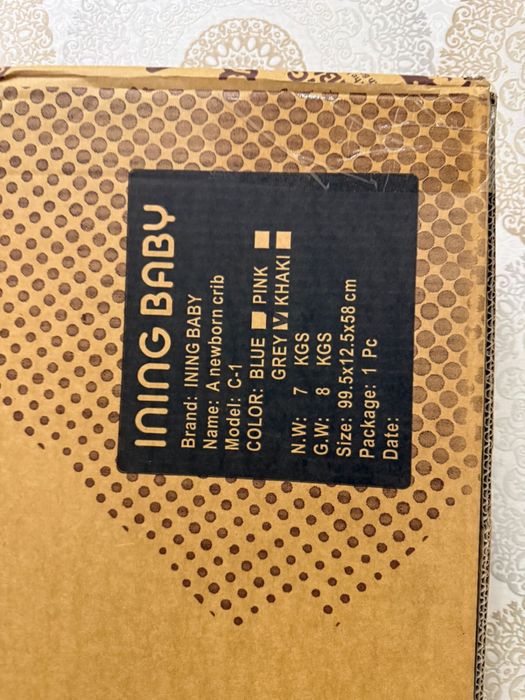 INING BABY
Brand: INING BABY
Name: A newborn crib
Model: C-1
COLOR: BLUE PINK
GREY V KHAKI
N.W: 7 KGS
G.W: 8 KGS
Size: 99.5x12.5x58 cm
Package: 1 Pc
Date: